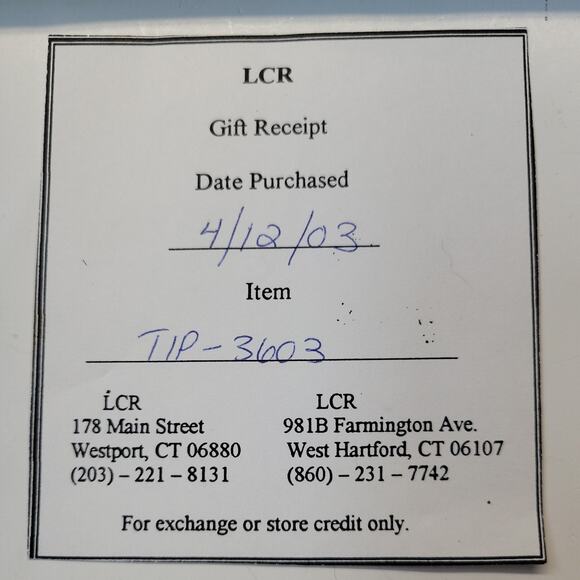 LCR
Gift Receipt
Date Purchased
4/12/03
Item
TIP-3603
LCR
178 Main Street
Westport, CT 06880
(203) – 221 – 8131
LCR
981B Farmington Ave.
West Hartford, CT 06107
(860) – 231 – 7742
For exchange or store credit only.